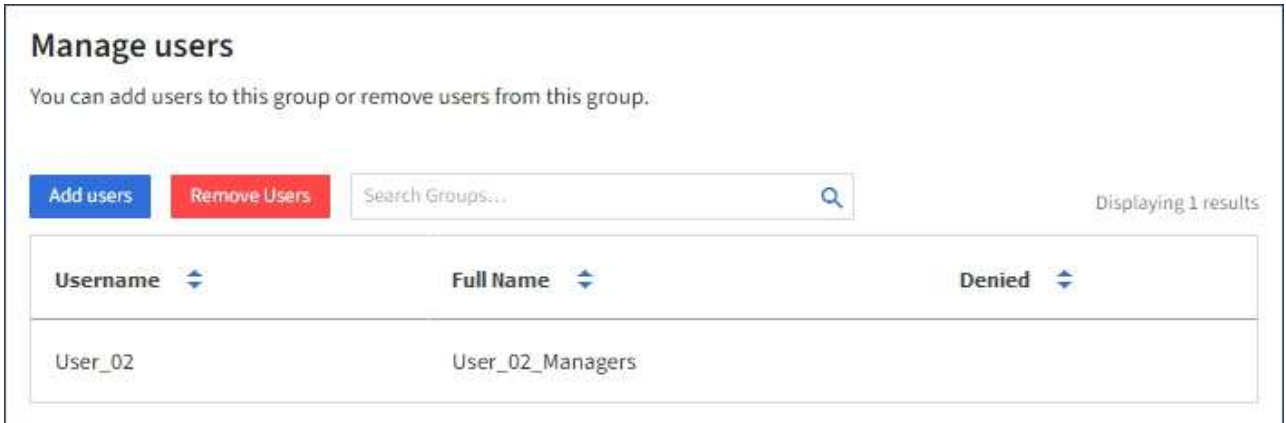 Manage users
You can add users to this group or remove users from this group.
Add users Remove Users Search Groups... Displaying 1 results
Username Full Name Denied
User_02 User_02_Managers